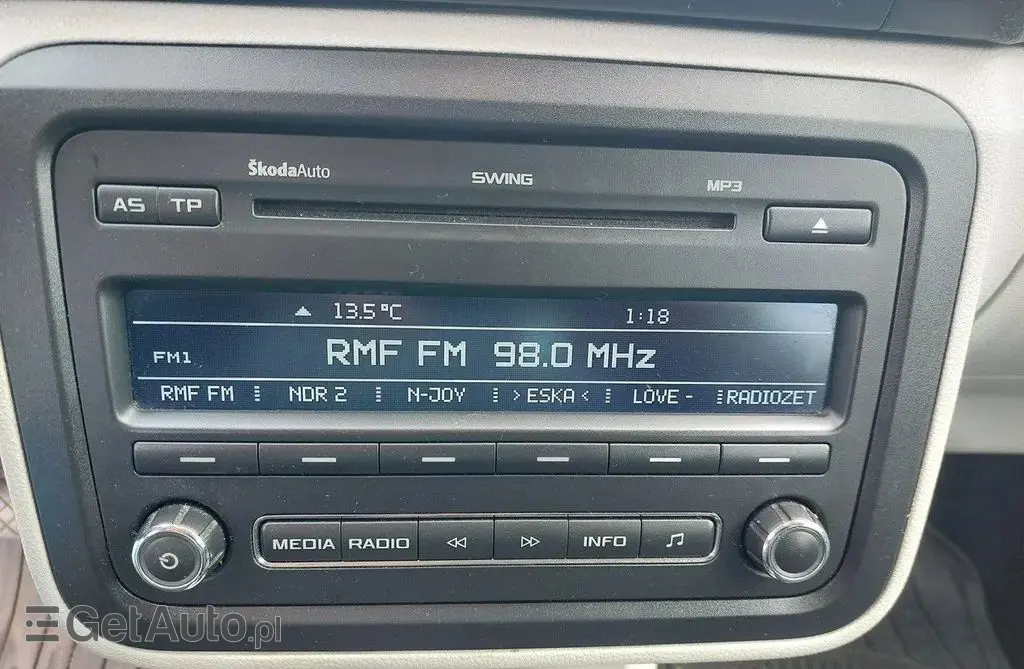 ŠkodaAuto SWING MP3
AS TP
13.5°C 1:18
FM1 RMF FM 98.0 MHz
RMF FM NDR 2 N-JOY >ESKA< LOVE - RADIOZET
MEDIA RADIO INFO
GetAuto.pl